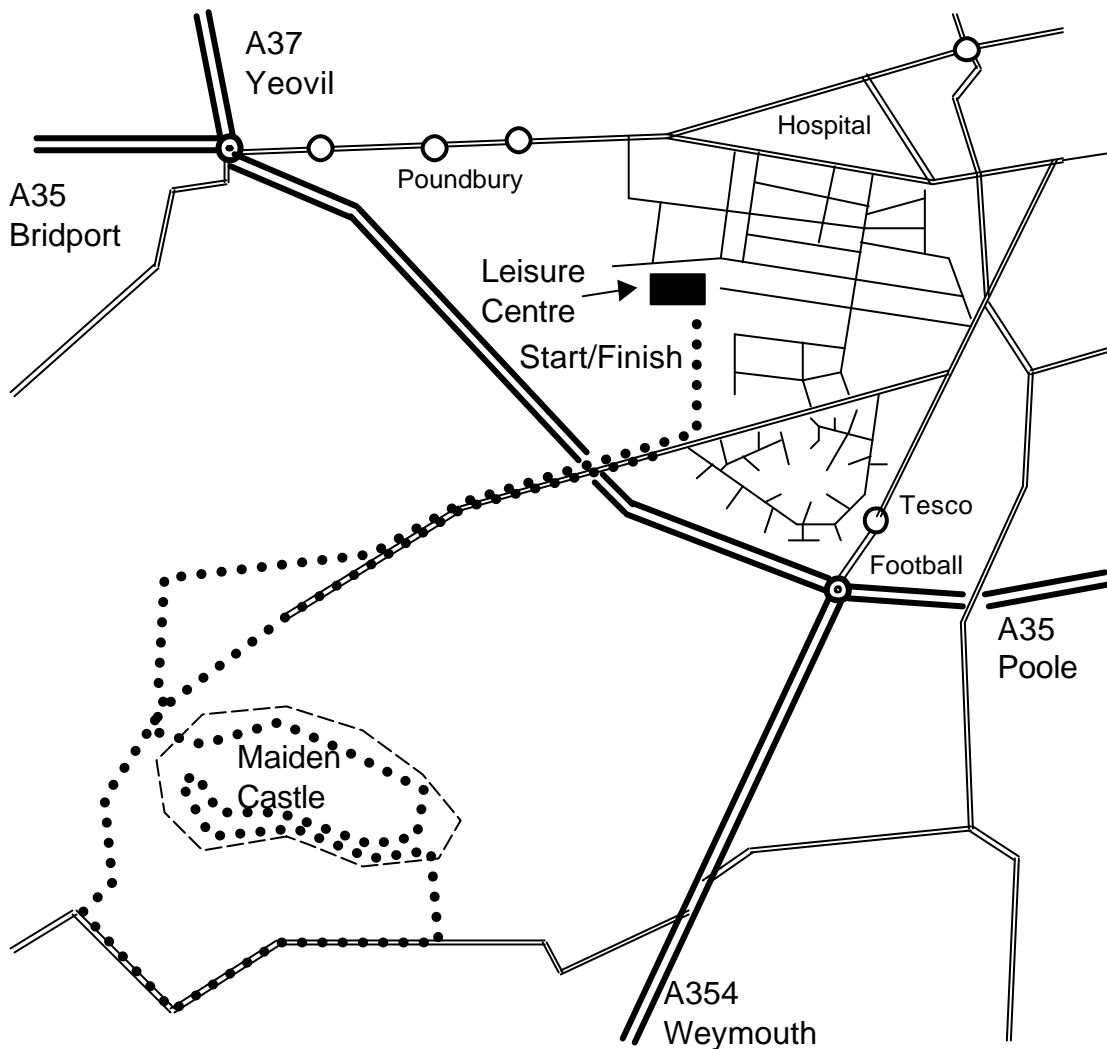 A37
Yeovil
Hospital
Poundbury
A35
Bridport
Leisure
Centre
Start/Finish
Tesco
Football
A35
Poole
Maiden
Castle
A354
Weymouth